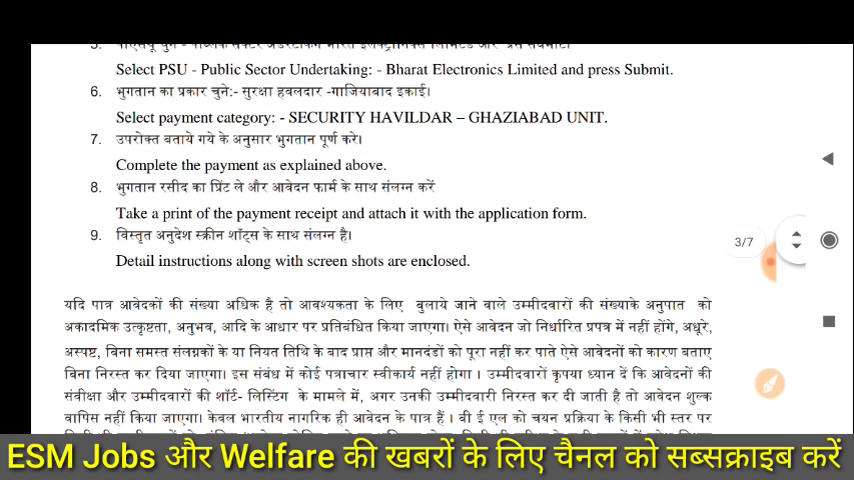 Select PSU - Public Sector Undertaking: - Bharat Electronics Limited and press Submit.
6. भुगतान का प्रकार चुने:- सुरक्षा हवलदार -गाजियाबाद इकाई।
Select payment category: - SECURITY HAVILDAR – GHAZIABAD UNIT.
7. उपरोक्त बताये गये के अनुसार भुगतान पूर्ण करे।
Complete the payment as explained above.
8. भुगतान रसीद का प्रिंट ले और आवेदन फार्म के साथ संलग्न करें
Take a print of the payment receipt and attach it with the application form.
9. विस्तृत अनुदेश स्क्रीन शॉट्स के साथ संलग्न है।
3/7
Detail instructions along with screen shots are enclosed.
यदि पात्र आवेदकों की संख्या अधिक है तो आवश्यकता के लिए बुलाये जाने वाले उम्मीदवारों की संख्याके अनुपात को
अकादमिक उत्कृष्टता, अनुभव, आदि के आधार पर प्रतिबंधित किया जाएगा। ऐसे आवेदन जो निर्धारित प्रपत्र में नहीं होंगे, अधूरे,
अस्पष्ट, बिना समस्त संलग्नकों के या नियत तिथि के बाद प्राप्त और मानदंडों को पूरा नहीं कर पाते ऐसे आवेदनों को कारण बताए
बिना निरस्त कर दिया जाएगा। इस संबंध में कोई पत्राचार स्वीकार्य नहीं होगा । उम्मीदवारों कृपया ध्यान दें कि आवेदनों की
संवीक्षा और उम्मीदवारों की शॉर्ट- लिस्टिंग के मामले में, अगर उनकी उम्मीदवारी निरस्त कर दी जाती है तो आवेदन शुल्क
वापिस नहीं किया जाएगा। केवल भारतीय नागरिक ही आवेदन के पात्र हैं । बी ई एल को चयन प्रक्रिया के किसी भी स्तर पर
ESM Jobs और Welfare की खबरों के लिए चैनल को सब्सक्राइब करें